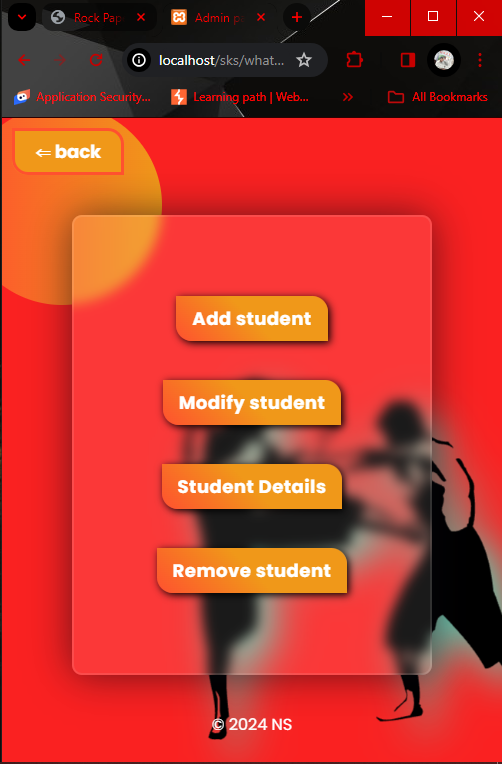 Rock Pap
Admin pa
localhost/sks/what...
Application Security...
Learning path | Web...
All Bookmarks
⇐ back
Add student
Modify student
Student Details
Remove student
© 2024 NS